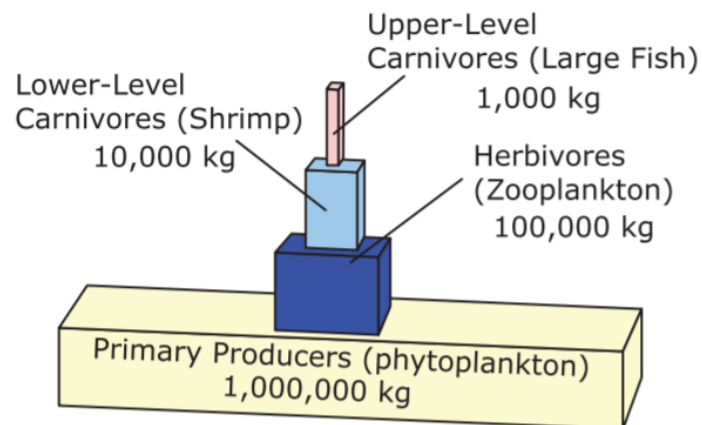 Upper-Level
Carnivores (Large Fish)
1,000 kg
Lower-Level
Carnivores (Shrimp)
10,000 kg
Herbivores
(Zooplankton)
100,000 kg
Primary Producers (phytoplankton)
1,000,000 kg